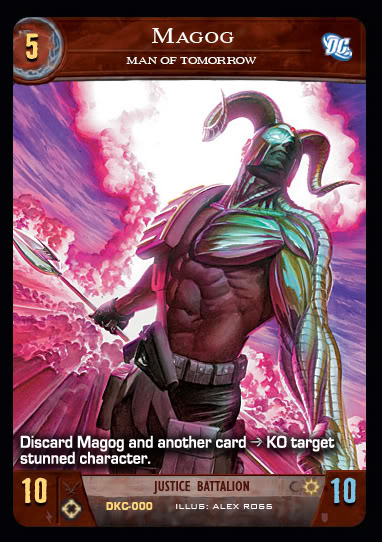 5
MAGOG
MAN OF TOMORROW
DC
Discard Magog and another card → KO target
stunned character.
10
JUSTICE BATTALION
10
DKC-000
ILLUS: ALEX ROSS